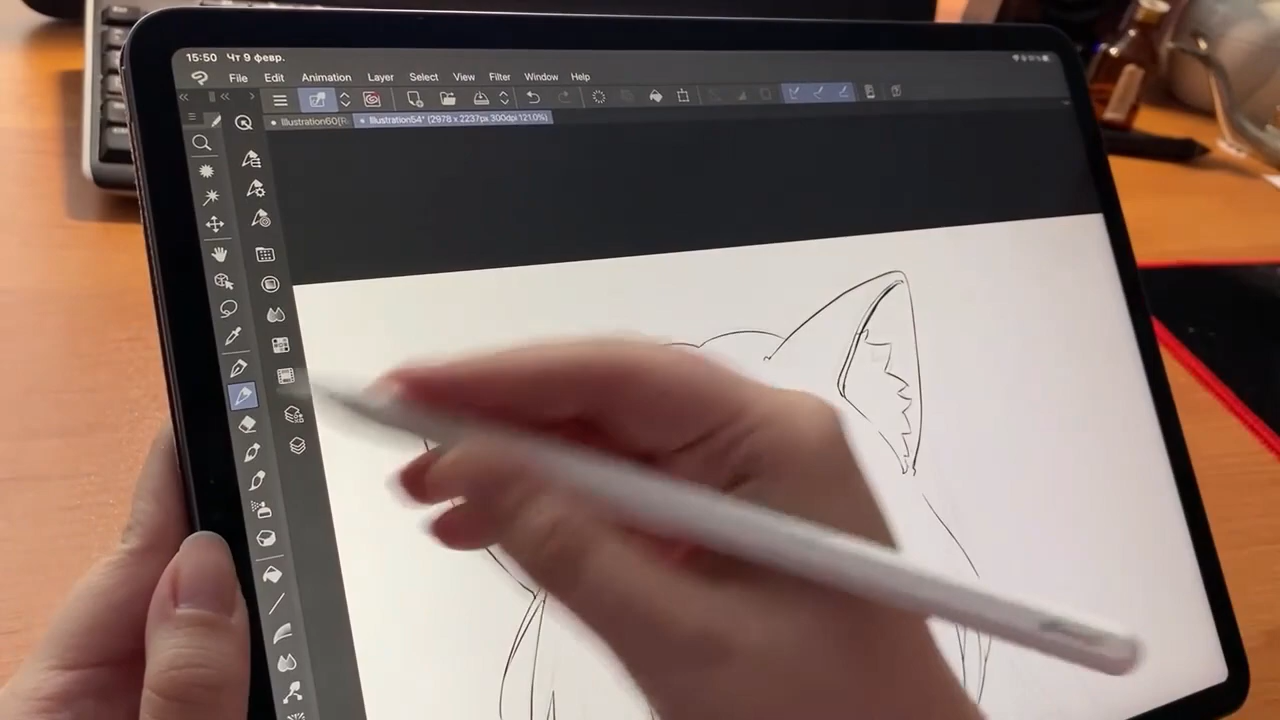 15:50 Чт 9 февр.
File Edit Animation Layer Select View Filter Window Help
Illustration60[R Illustration54* (2978 x 2237px 300dpi 121.0%)